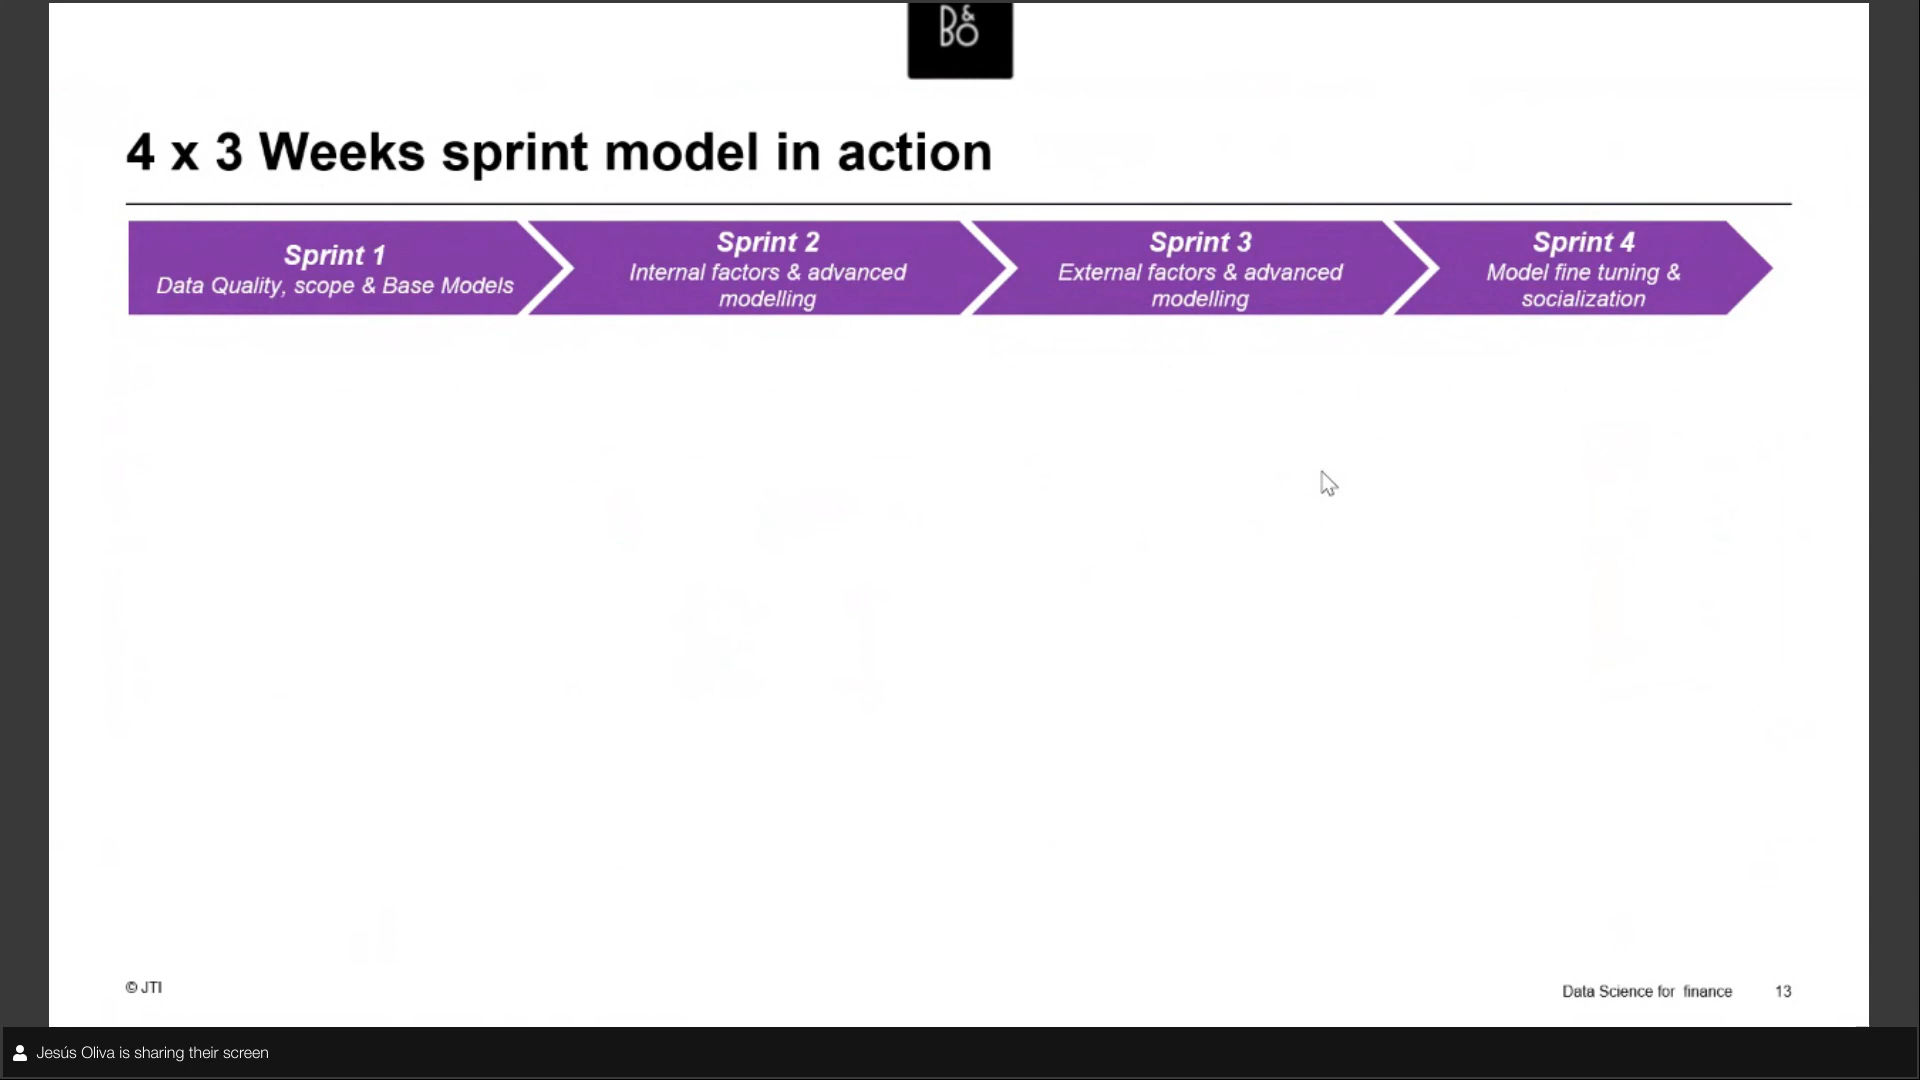 B&O
4 x 3 Weeks sprint model in action
Sprint 1
Data Quality, scope & Base Models
Sprint 2
Internal factors & advanced
modelling
Sprint 3
External factors & advanced
modelling
Sprint 4
Model fine tuning &
socialization
© JTI
Data Science for finance 13
Jesús Oliva is sharing their screen